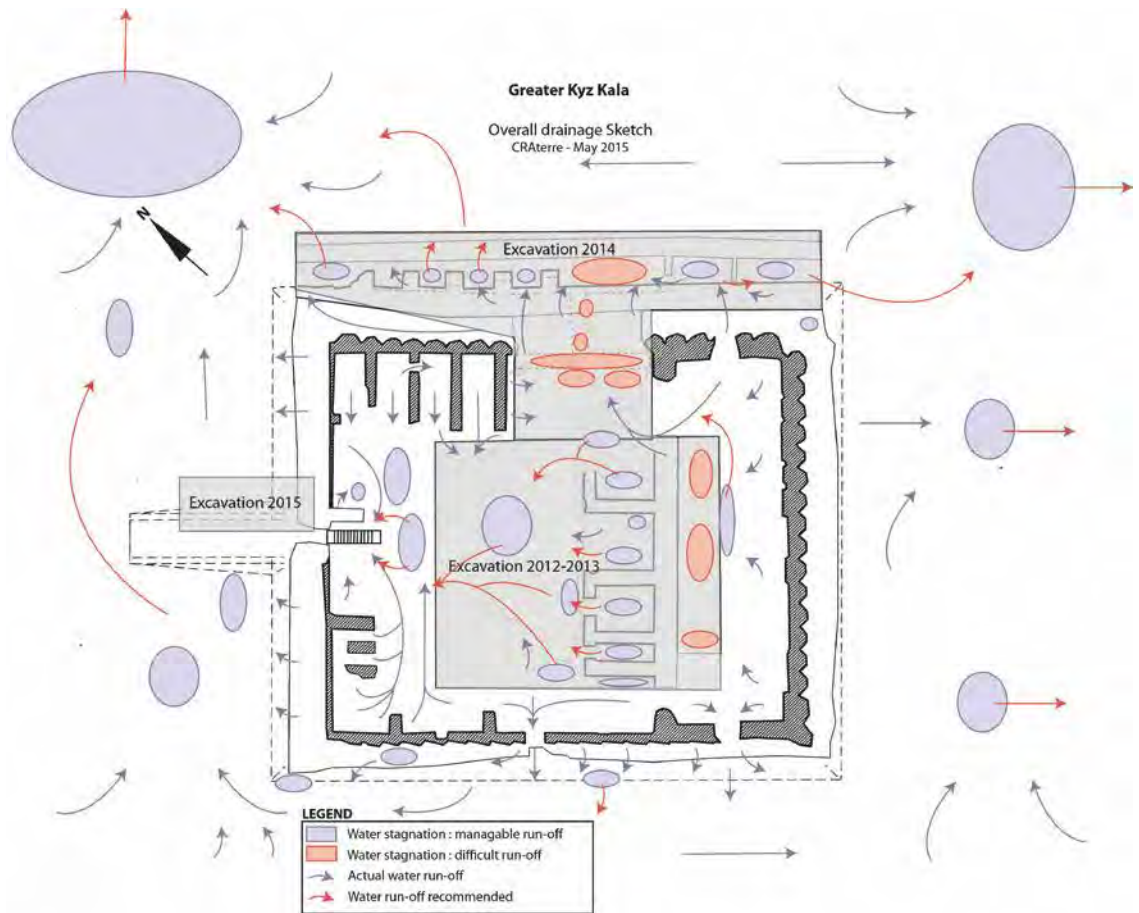 Greater Kyz Kala
Overall drainage Sketch
CRAterre - May 2015
N
Excavation 2014
Excavation 2015
Excavation 2012-2013
LEGEND
Water stagnation : managable run-off
Water stagnation : difficult run-off
Actual water run-off
Water run-off recommended